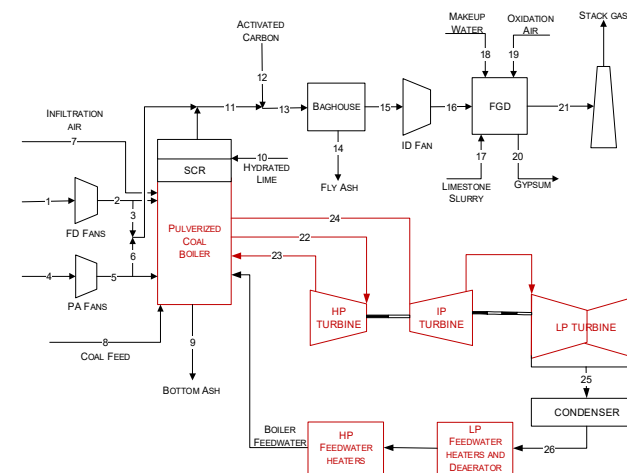 STACK GAS
MAKEUP
WATER
OXIDATION
AIR
ACTIVATED
CARBON
18
19
12
INFILTRATION
AIR
7
11
13
BAGHOUSE
15
16
FGD
21
14
ID FAN
17
20
10
HYDRATED
LIME
SCR
FLY ASH
LIMESTONE
SLURRY
GYPSUM
1
2
3
FD FANS
PULVERIZED
COAL
BOILER
24
22
23
6
4
5
PA FANS
HP
TURBINE
IP
TURBINE
LP TURBINE
8
COAL FEED
9
BOTTOM ASH
25
CONDENSER
BOILER
FEEDWATER
HP
FEEDWATER
HEATERS
LP
FEEDWATER
HEATERS AND
DEAERATOR
26